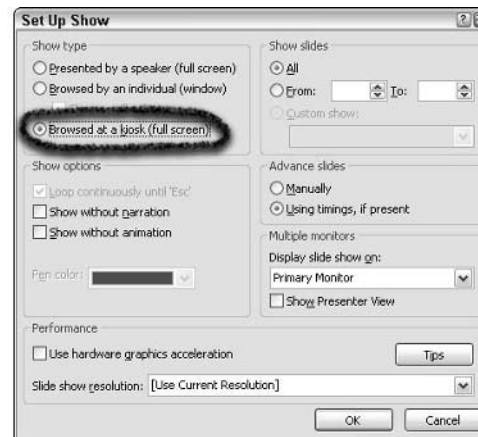 Set Up Show
Show type
Presented by a speaker (full screen)
Browsed by an individual (window)
Browsed at a kiosk (full screen)
Show options
Loop continuously until 'Esc'
Show without narration
Show without animation
Pen color:
Show slides
All
From: To:
Custom show:
Advance slides
Manually
Using timings, if present
Multiple monitors
Display slide show on:
Primary Monitor
Show Presenter View
Performance
Use hardware graphics acceleration
Tips
Slide show resolution: [Use Current Resolution]
OK Cancel